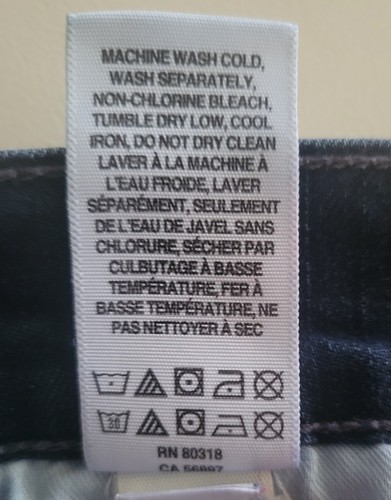 MACHINE WASH COLD,
WASH SEPARATELY,
NON-CHLORINE BLEACH,
TUMBLE DRY LOW, COOL
IRON, DO NOT DRY CLEAN
LAVER À LA MACHINE À
L'EAU FROIDE, LAVER
SÉPARÉMENT, SEULEMENT
DE L'EAU DE JAVEL SANS
CHLORURE, SÉCHER PAR
CULBUTAGE À BASSE
TEMPÉRATURE, FER À
BASSE TEMPÉRATURE, NE
PAS NETTOYER À SEC
30
RN 80318
CA